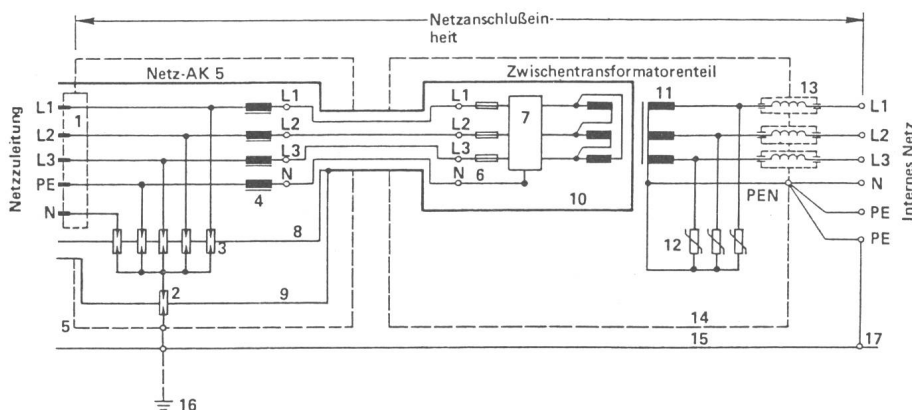 Netzanschlußein-
heit
Netz-AK 5
Zwischentransformatorenteil
Netzzuleitung
L1
L2
L3
PE
N
1
L1
L2
L3
N
4
3
2
8
9
5
L1
L2
L3
N
6
7
10
11
12
13
PEN
14
15
16
17
L1
L2
L3
N
PE
PE
Internes Netz